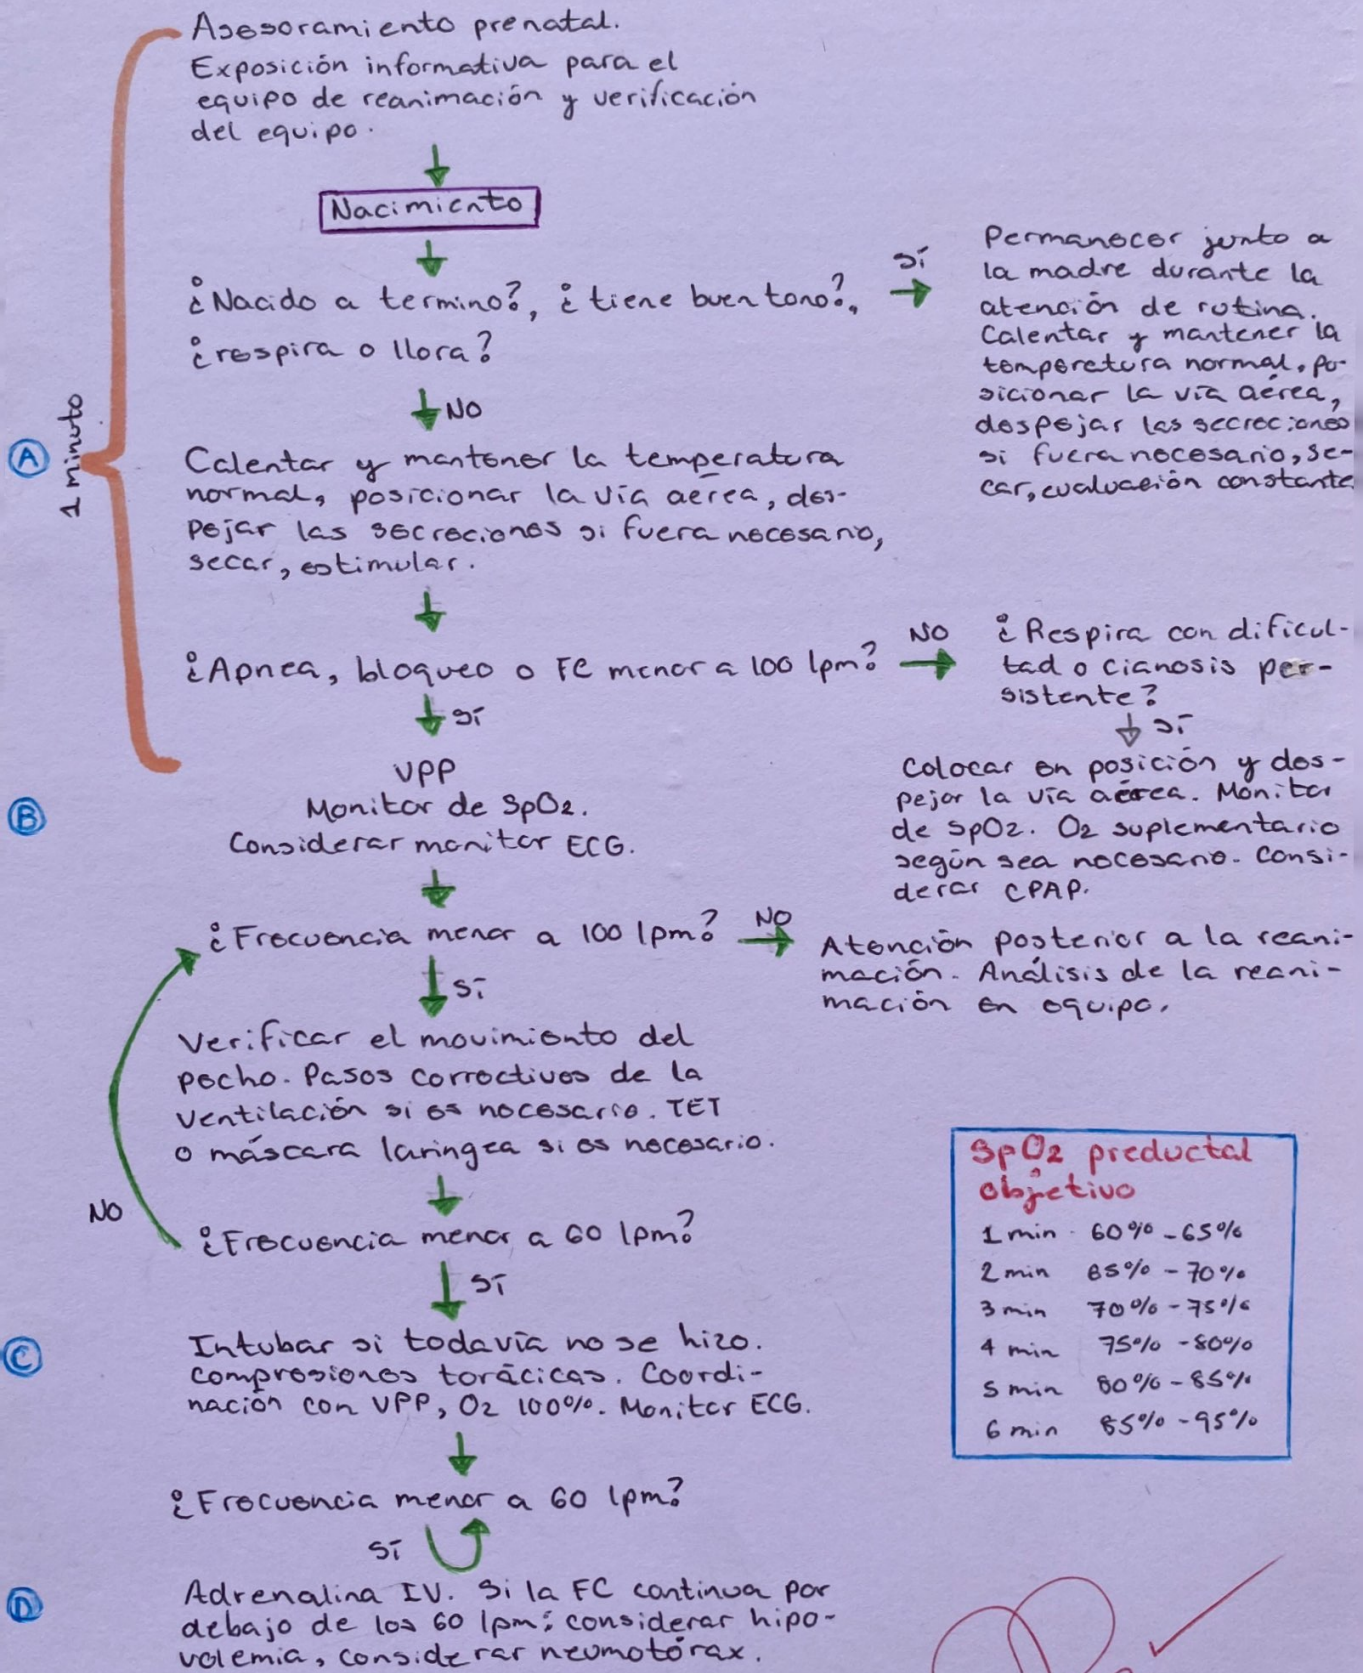 Asesoramiento prenatal.
Exposición informativa para el
equipo de reanimación y verificación
del equipo.
Nacimiento
¿Nacido a termino?, ¿tiene buen tono?,
¿respira o llora?
SÍ
Permanecer junto a
la madre durante la
atención de rutina.
Calentar y mantener la
temperatura normal, po-
sicionar la vía aérea,
despejar las secreciones
si fuera necesario, se-
car, evaluación constante
NO
A
1 minuto
Calentar y mantener la temperatura
normal, posicionar la vía aérea, des-
pejar las secreciones si fuera necesario,
secar, estimular.
¿Apnea, bloqueo o FC menor a 100 lpm?
NO
¿Respira con dificul-
tad o cianosis per-
sistente?
SÍ
SÍ
Colocar en posición y des-
pejar la vía aérea. Monitor
de SpO2. O2 suplementario
según sea necesario. Consi-
derar CPAP.
B
VPP
Monitor de SpO2.
Considerar monitor ECG.
¿Frecuencia menor a 100 lpm?
NO
Atención posterior a la reani-
mación. Análisis de la reani-
mación en equipo.
SÍ
Verificar el movimiento del
pecho. Pasos correctivos de la
ventilación si es necesario. TET
o máscara laringea si es necesario.
NO
¿Frecuencia menor a 60 lpm?
SÍ
SpO2 preductal
objetivo
1 min 60% - 65%
2 min 65% - 70%
3 min 70% - 75%
4 min 75% - 80%
5 min 80% - 85%
6 min 85% - 95%
C
Intubar si todavía no se hizo.
Compresiones torácicas. Coordi-
nación con VPP, O2 100%. Monitor ECG.
¿Frecuencia menor a 60 lpm?
SÍ
D
Adrenalina IV. Si la FC continua por
debajo de los 60 lpm: considerar hipo-
volemia, considerar neumotórax.